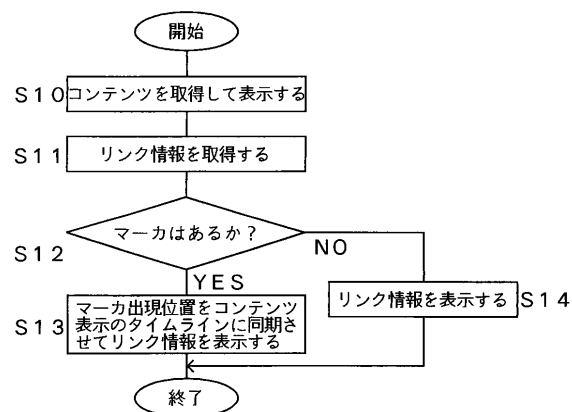 開始
S10 コンテンツを取得して表示する
S11 リンク情報を取得する
マーカはあるか？
S12
NO
YES
マーカ出現位置をコンテンツ
表示のタイムラインに同期さ
せてリンク情報を表示する
S13
リンク情報を表示する S14
終了